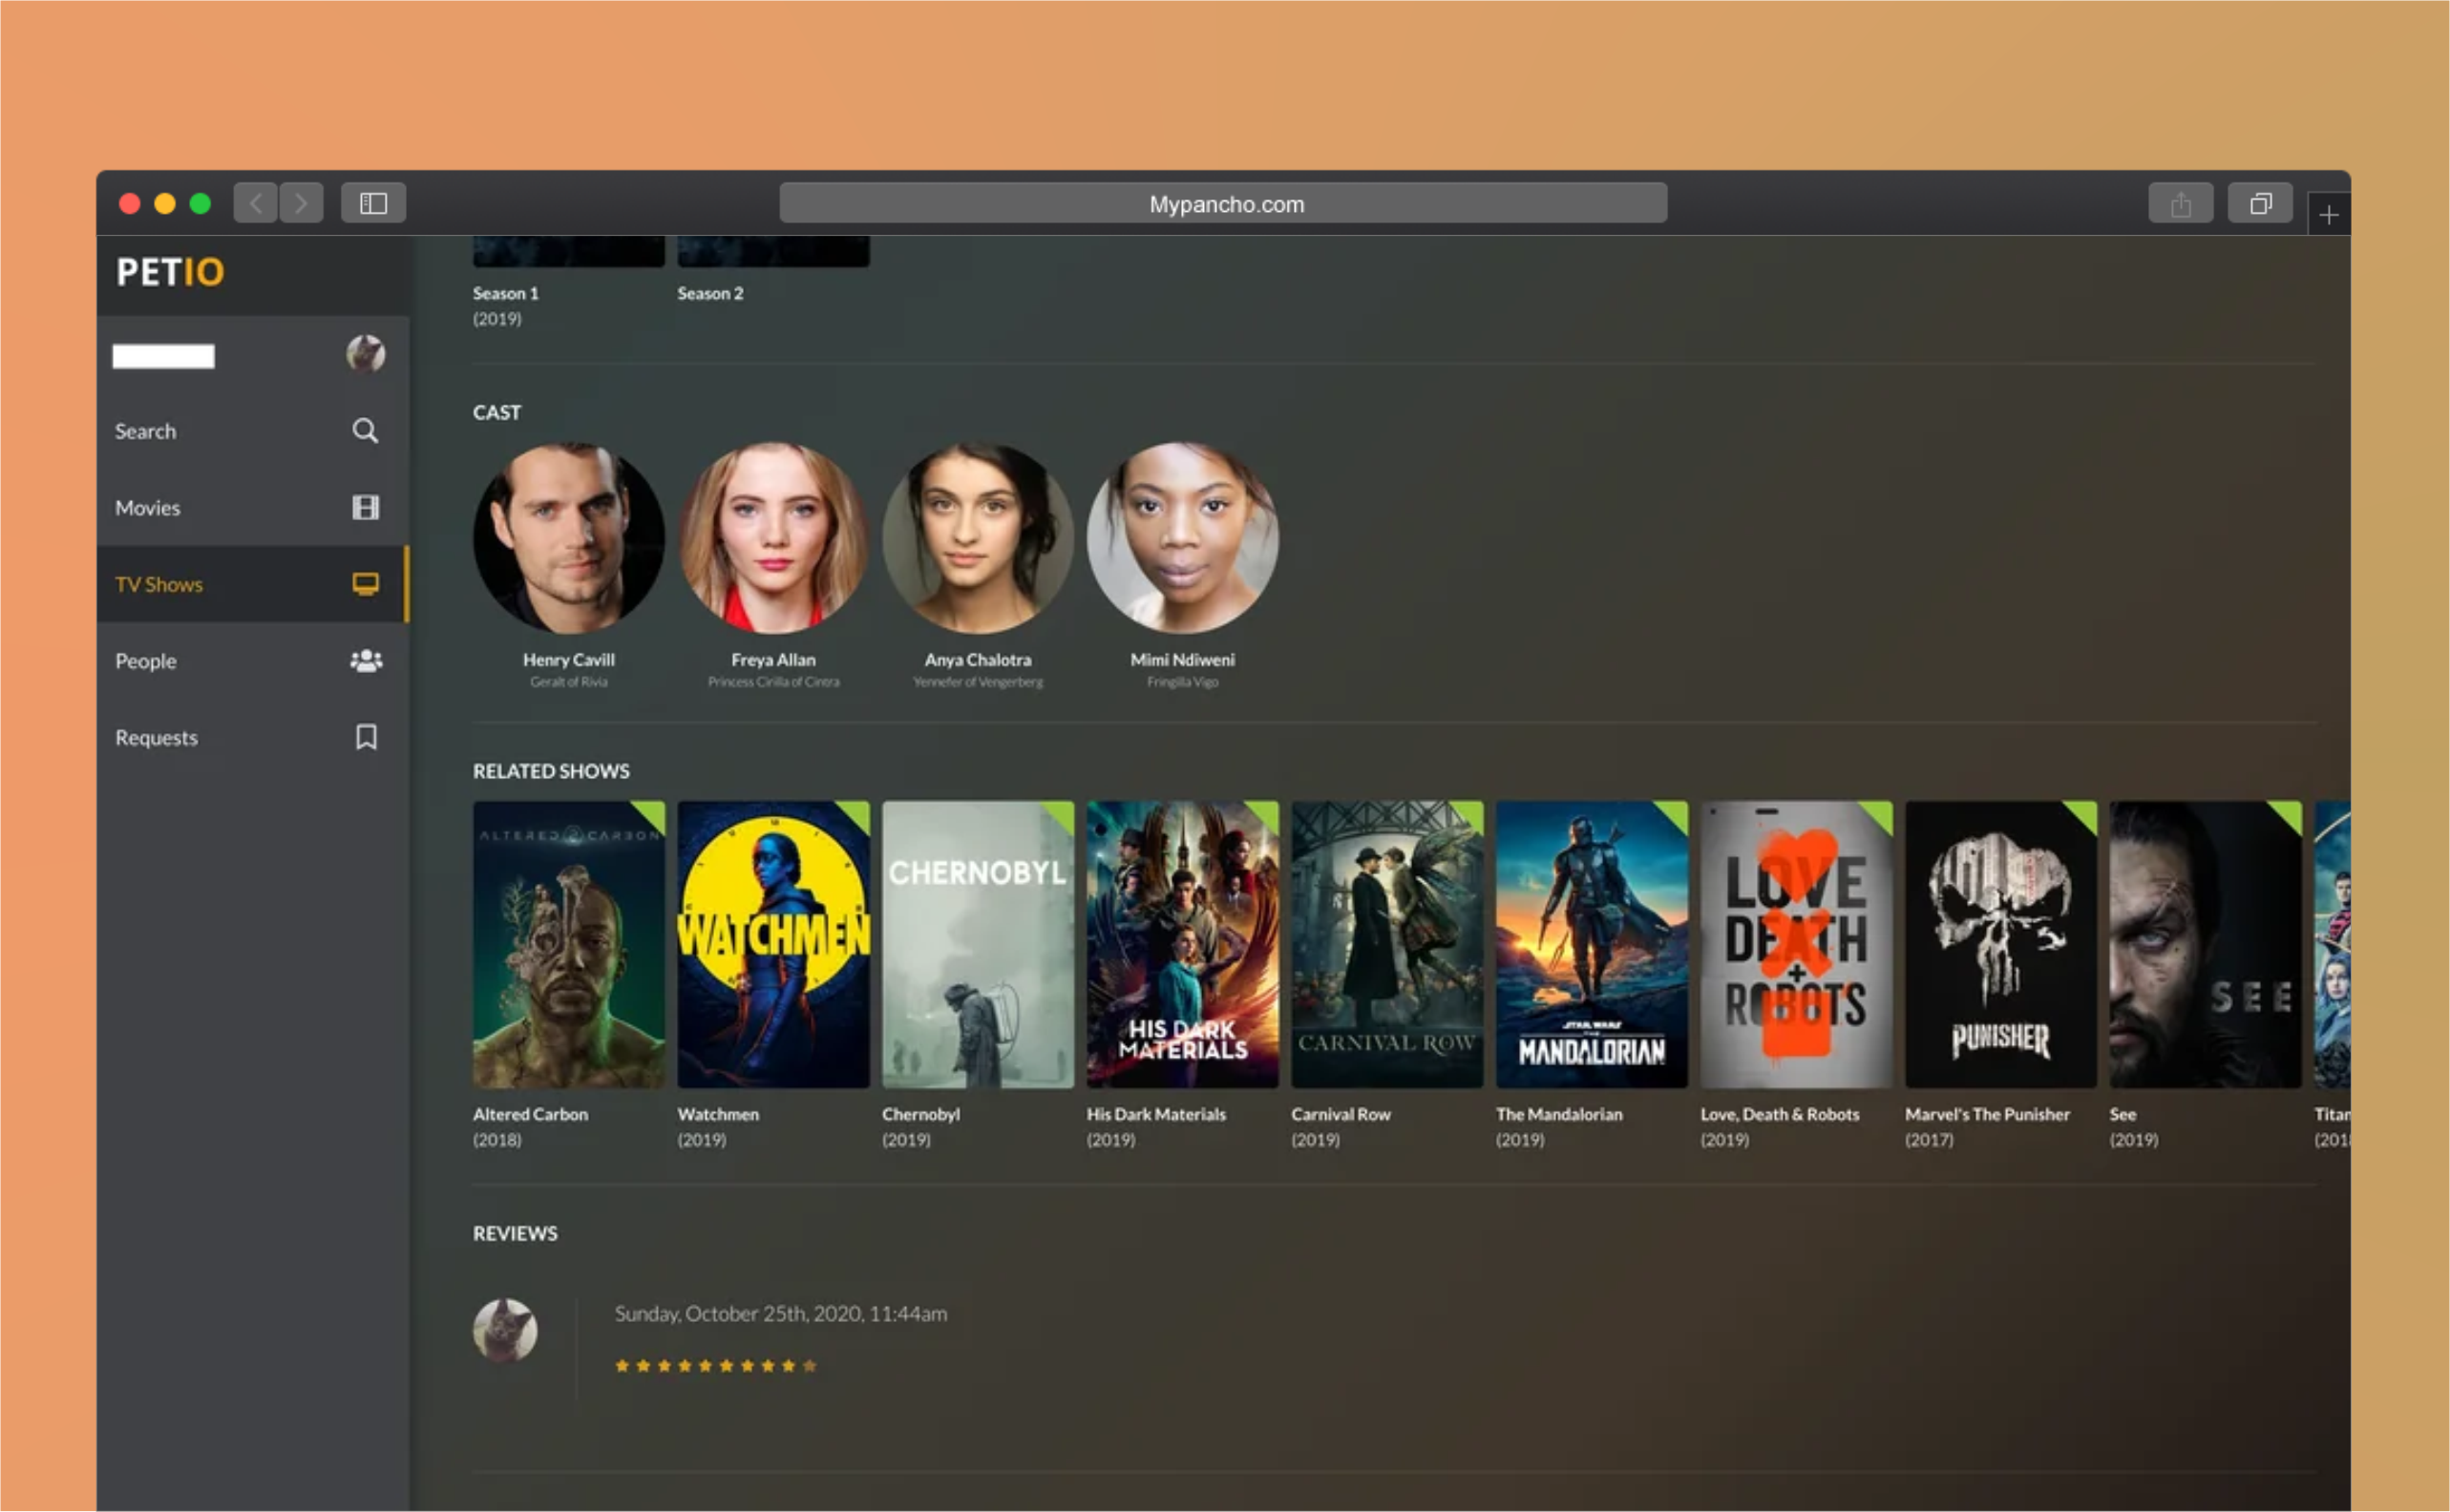 Mypancho.com
PETIO
Search
Movies
TV Shows
People
Requests
Season 1
(2019)
Season 2
CAST
Henry Cavill
Geralt of Rivia
Freya Allan
Princess Cirilla of Cintra
Anya Chalotra
Yennefer of Vengerberg
Mimi Ndiweni
Fringilla Vigo
RELATED SHOWS
ALTERED 2 CARBON
WATCHMEN
CHERNOBYL
HIS DARK
MATERIALS
CARNIVAL ROW
STAR WARS
THE
MANDALORIAN
LOVE
DEATH
+
ROBOTS
PUNISHER
SEE
Altered Carbon
(2018)
Watchmen
(2019)
Chernobyl
(2019)
His Dark Materials
(2019)
Carnival Row
(2019)
The Mandalorian
(2019)
Love, Death & Robots
(2019)
Marvel's The Punisher
(2017)
See
(2019)
Titan
(201
REVIEWS
Sunday, October 25th, 2020, 11:44am